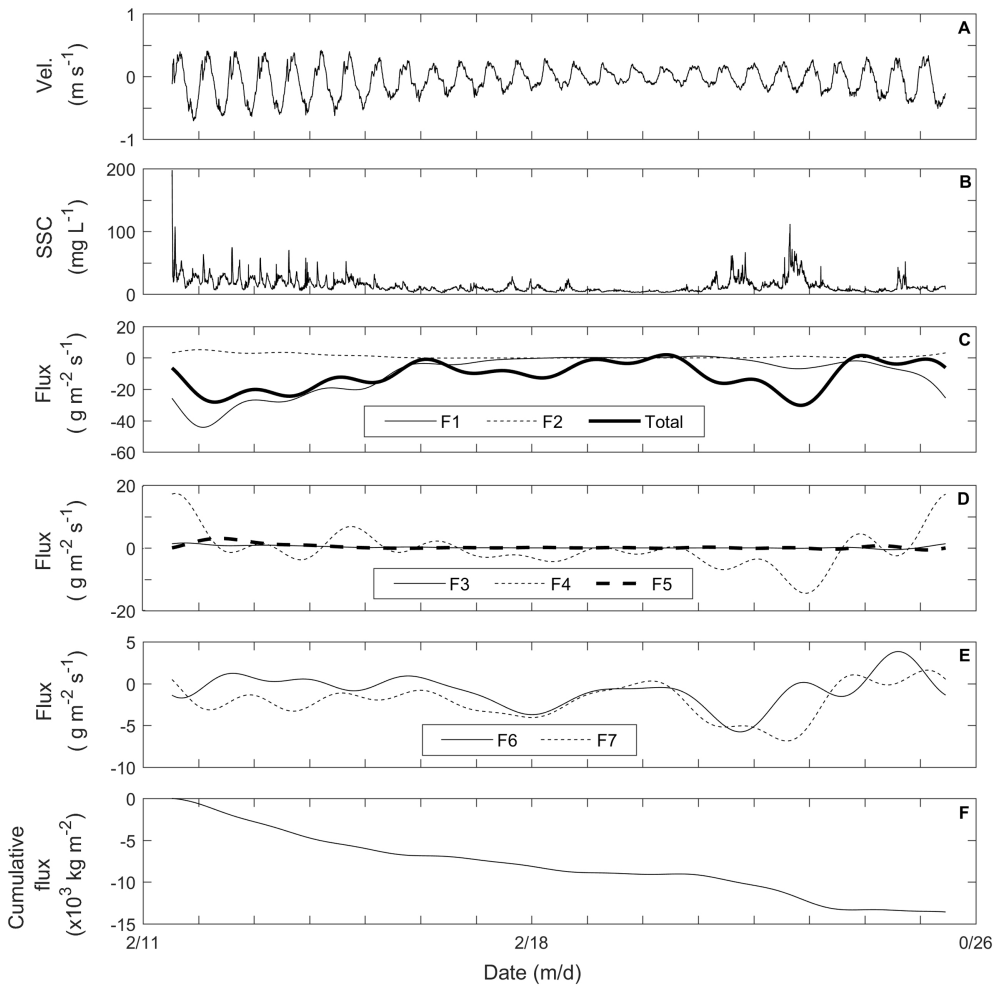 A
1
0
-1
Vel.
(m s-1)
B
200
100
0
SSC
(mg L-1)
C
20
0
-20
-40
-60
Flux
( g m-2 s-1)
F1 F2 Total
D
20
0
-20
Flux
( g m-2 s-1)
F3 F4 F5
E
5
0
-5
-10
Flux
( g m-2 s-1)
F6 F7
F
0
-5
-10
-15
Cumulative
flux
(x103 kg m-2)
2/11 2/18 0/26
Date (m/d)